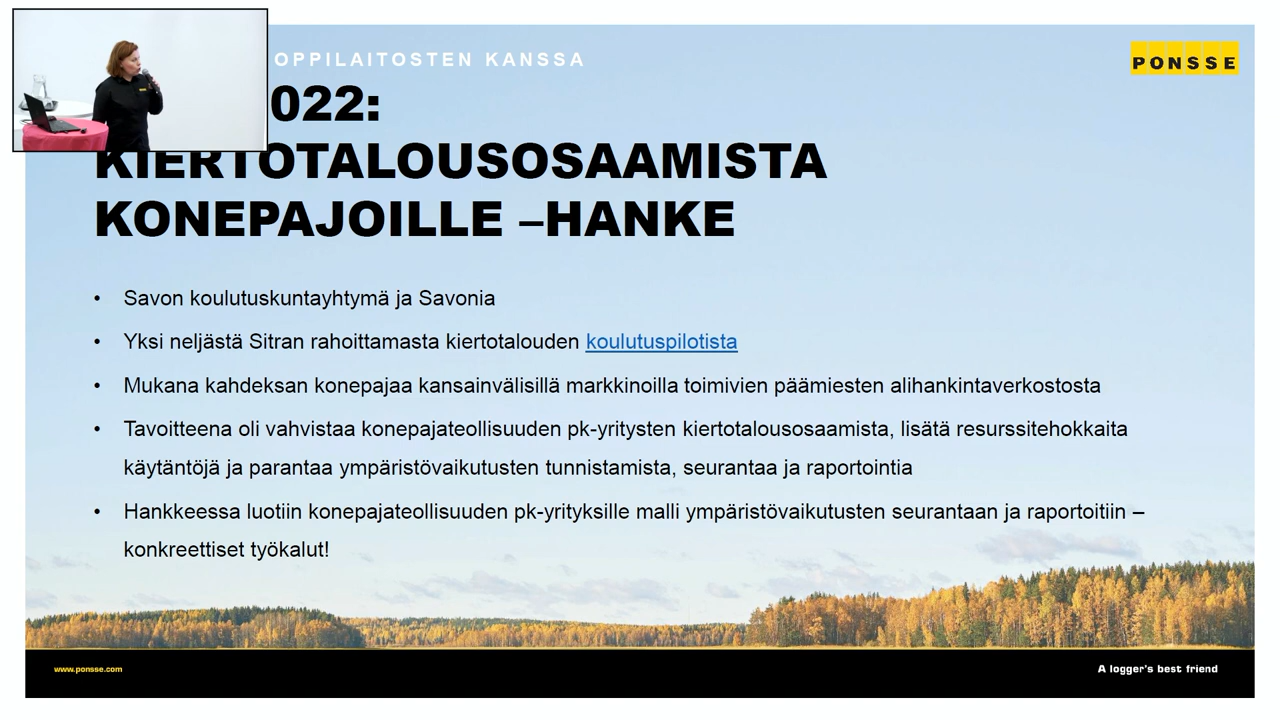 OPPILAITOSTEN KANSSA
PONSSE
022:
KIERTOTALOUSOSAAMISTA
KONEPAJOILLE –HANKE
• Savon koulutuskuntayhtymä ja Savonia
• Yksi neljästä Sitran rahoittamasta kiertotalouden koulutuspilotista
• Mukana kahdeksan konepajaa kansainvälisillä markkinoilla toimivien päämiesten alihankintaverkostosta
• Tavoitteena oli vahvistaa konepajateollisuuden pk-yritysten kiertotalousosaamista, lisätä resurssitehokkaita
käytäntöjä ja parantaa ympäristövaikutusten tunnistamista, seurantaa ja raportointia
• Hankkeessa luotiin konepajateollisuuden pk-yrityksille malli ympäristövaikutusten seurantaan ja raportoitiin –
konkreettiset työkalut!
www.ponsse.com
A logger's best friend